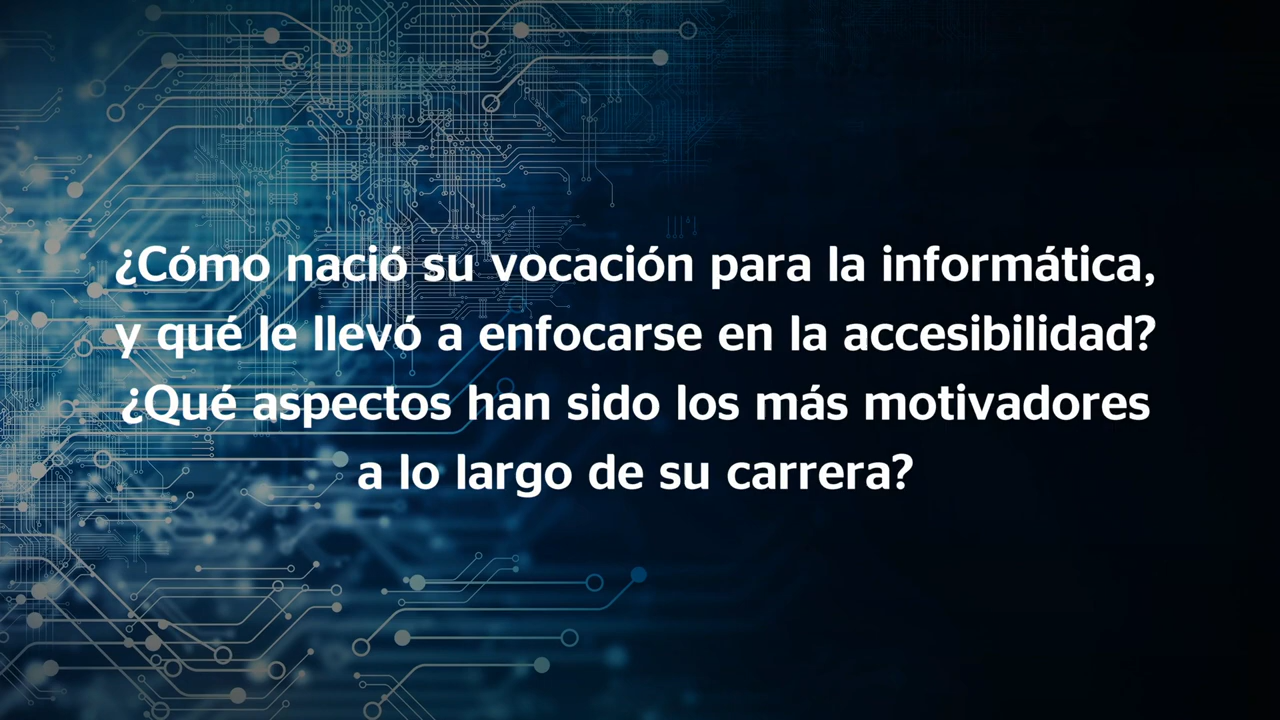 ¿Cómo nació su vocación para la informática,
y qué le llevó a enfocarse en la accesibilidad?
¿Qué aspectos han sido los más motivadores
a lo largo de su carrera?